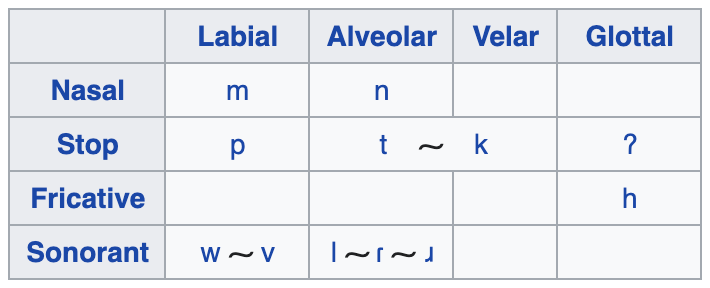 Labial Alveolar Velar Glottal
Nasal m n
Stop p t ~ k ʔ
Fricative h
Sonorant w ~ v l ~ ɾ ~ ɹ